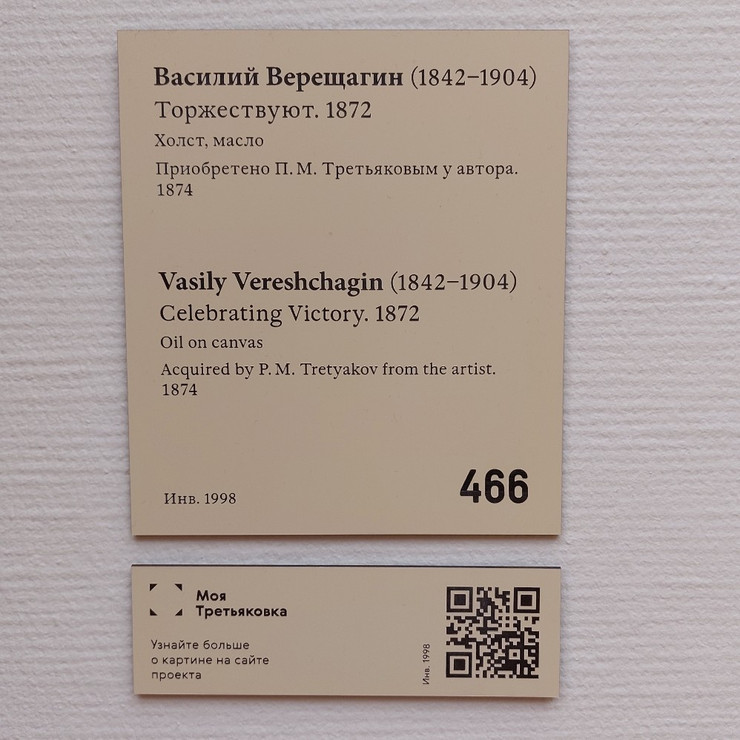 Василий Верещагин (1842–1904)
Торжествуют. 1872
Холст, масло
Приобретено П. М. Третьяковым у автора.
1874
Vasily Vereshchagin (1842–1904)
Celebrating Victory. 1872
Oil on canvas
Acquired by P. M. Tretyakov from the artist.
1874
Инв. 1998
466
Моя
Третьяковка
Узнайте больше
о картине на сайте
проекта
Инв. 1998